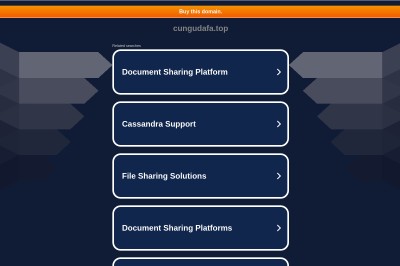 Buy this domain.
cungudafa.top
Related searches
Document Sharing Platform
Cassandra Support
File Sharing Solutions
Document Sharing Platforms